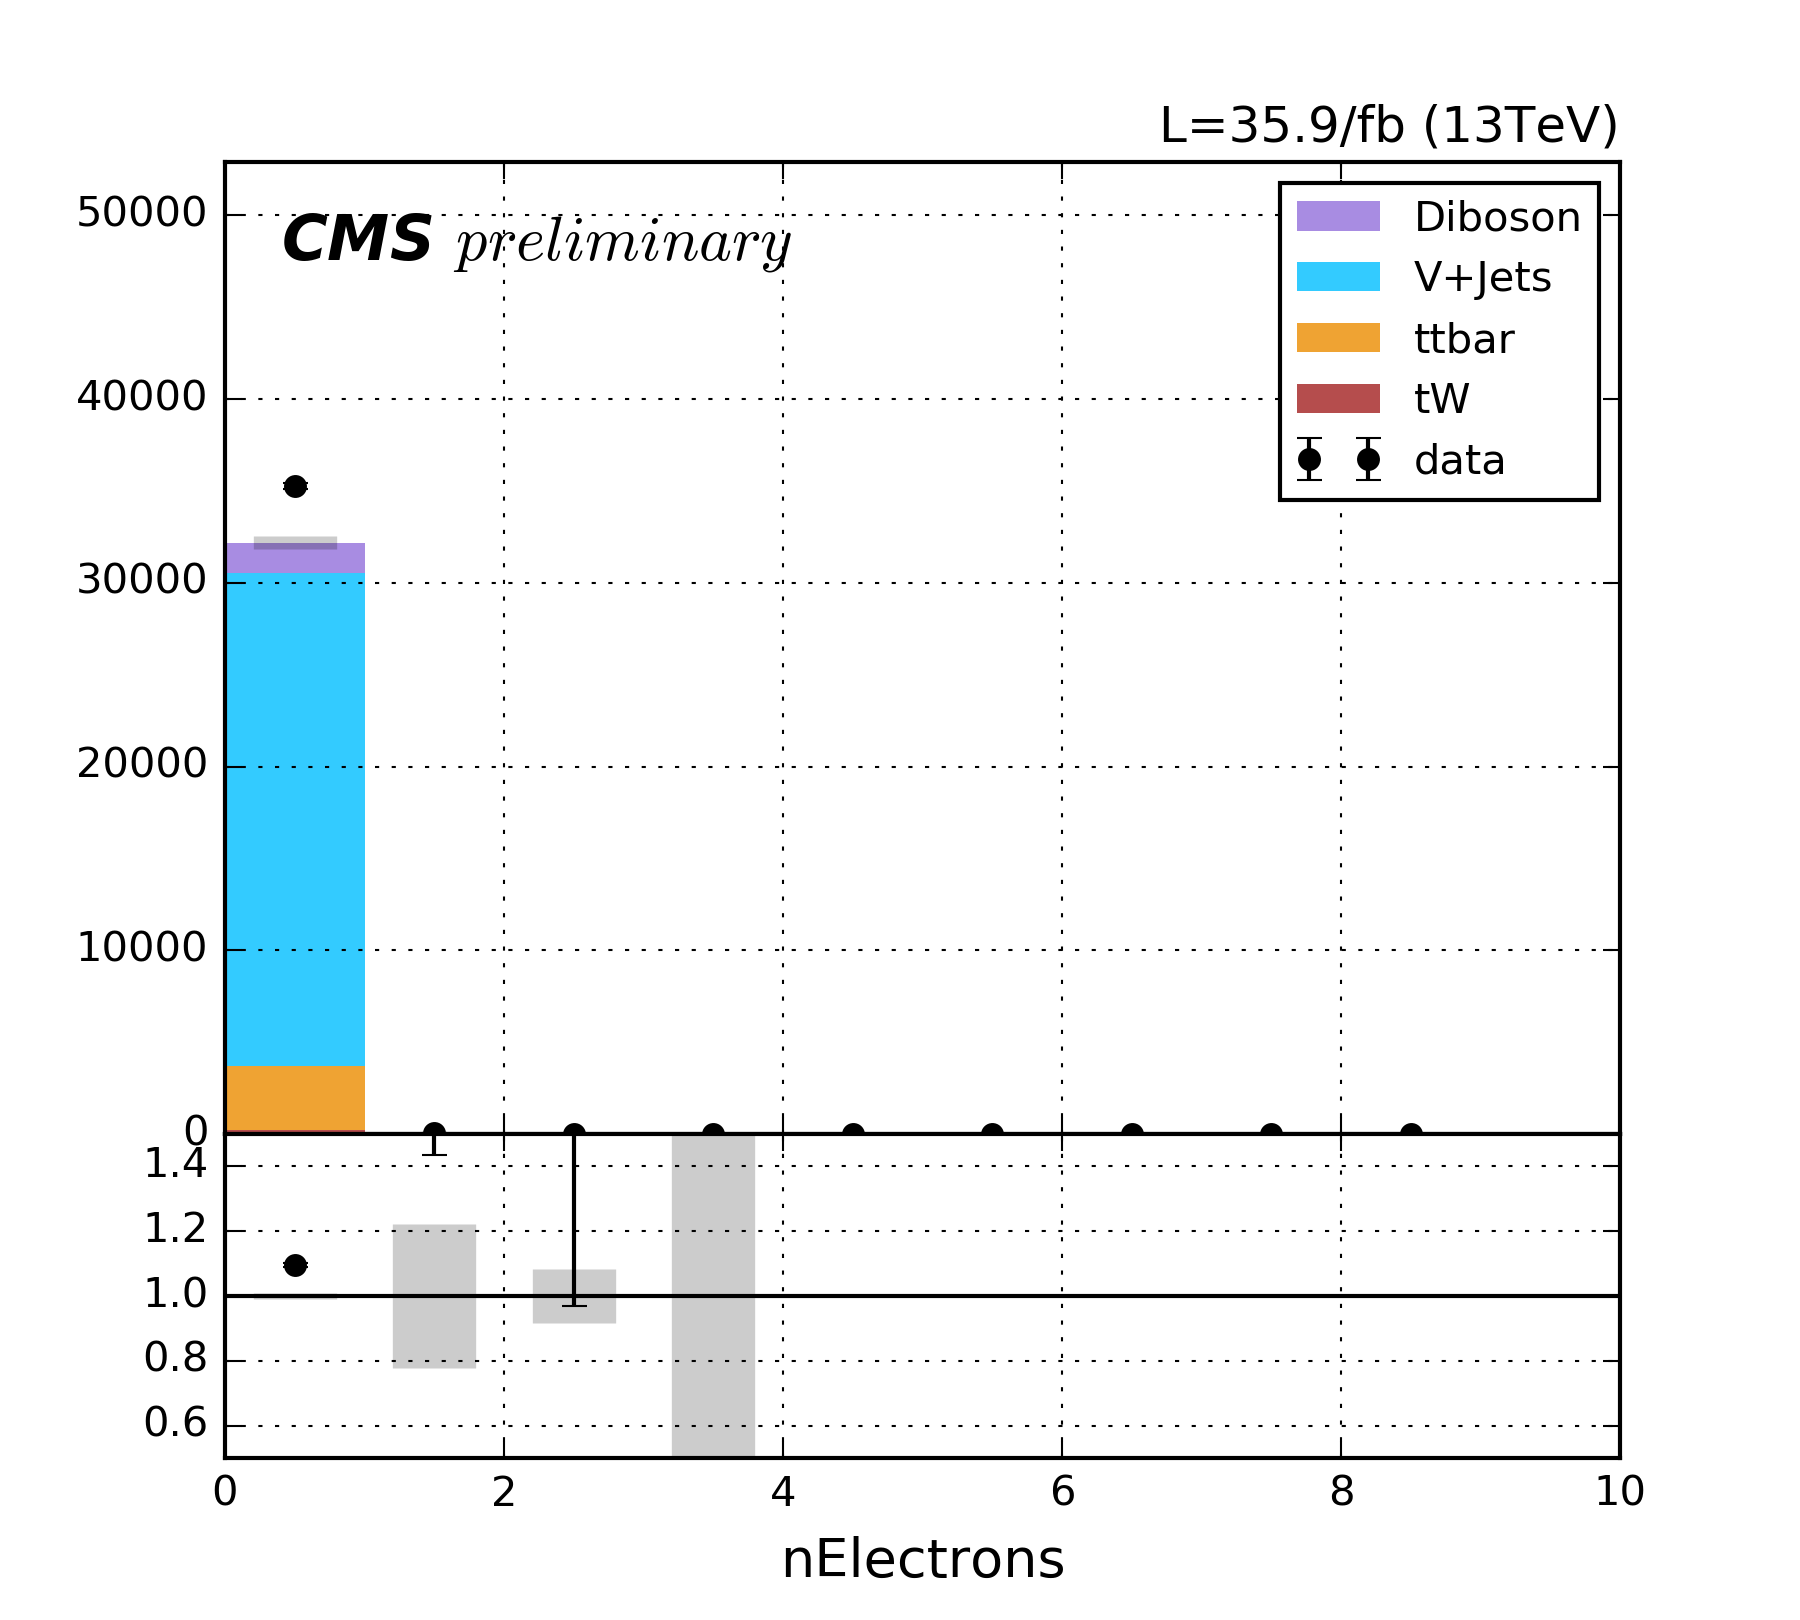 L=35.9/fb (13TeV)
50000
CMS preliminary
40000
30000
20000
10000
0
Diboson
V+Jets
ttbar
tW
data
1.4
1.2
1.0
0.8
0.6
0 2 4 6 8 10
nElectrons